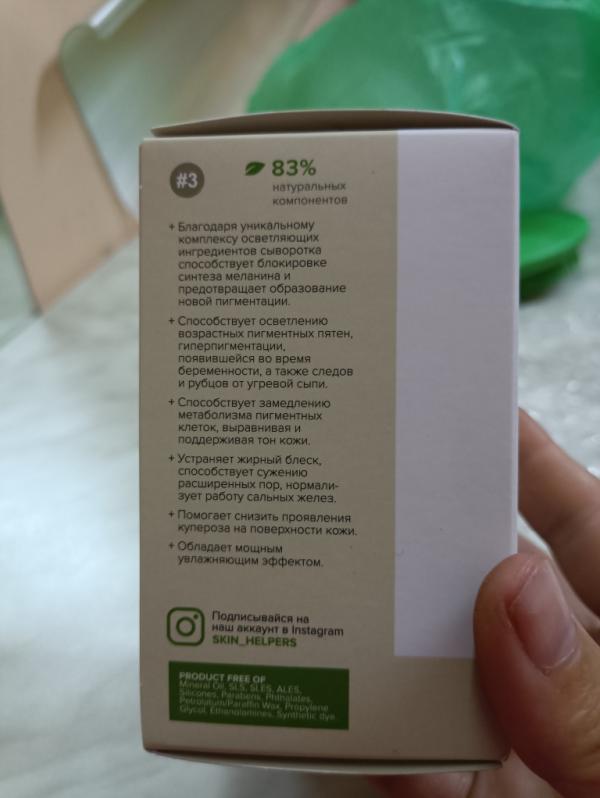 #3
83%
натуральных
компонентов
+ Благодаря уникальному
комплексу осветляющих
ингредиентов сыворотка
способствует блокировке
синтеза меланина и
предотвращает образование
новой пигментации.
+ Способствует осветлению
возрастных пигментных пятен,
гиперпигментации,
появившейся во время
беременности, а также следов
и рубцов от угревой сыпи.
+ Способствует замедлению
метаболизма пигментных
клеток, выравнивая и
поддерживая тон кожи.
+ Устраняет жирный блеск,
способствует сужению
расширенных пор, нормали-
зует работу сальных желез.
+ Помогает снизить проявления
купероза на поверхности кожи.
+ Обладает мощным
увлажняющим эффектом.
Подписывайся на
наш аккаунт в Instagram
SKIN_HELPERS
PRODUCT FREE OF
Mineral Oil, SLS, SLES, ALES,
Silicones, Parabens, Phthalates,
Petrolatum/Paraffin Wax, Propylene
Glycol, Ethanolamines, Synthetic dye.